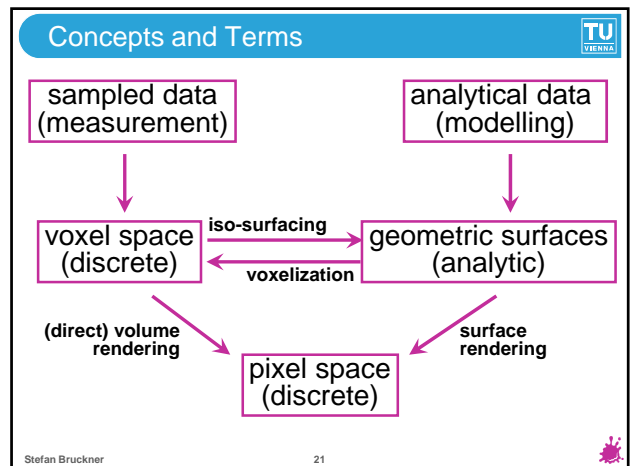 Concepts and Terms
TU
VIENNA
sampled data
(measurement)
analytical data
(modelling)
iso-surfacing
voxel space
(discrete)
geometric surfaces
(analytic)
voxelization
(direct) volume
rendering
surface
rendering
pixel space
(discrete)
Stefan Bruckner
21